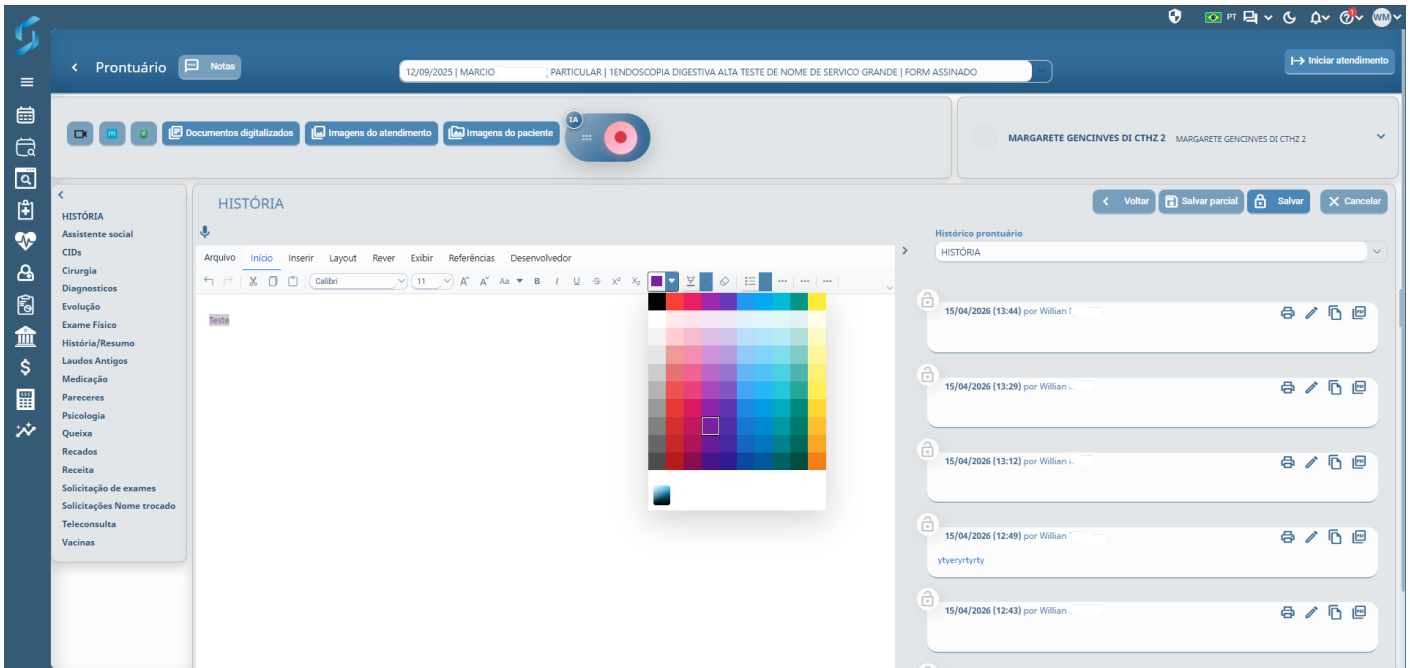 PT
1
WM
Prontuário
Notas
12/09/2025 | MARCIO , PARTICULAR | 1ENDOSCOPIA DIGESTIVA ALTA TESTE DE NOME DE SERVICO GRANDE | FORM ASSINADO
Iniciar atendimento
Documentos digitalizados
Imagens do atendimento
Imagens do paciente
IA
MARGARETE GENCINVES DI CTHZ 2 MARGARETE GENCINVES DI CTHZ 2
HISTÓRIA
Assistente social
CIDs
Cirurgia
Diagnosticos
Evolução
Exame Físico
História/Resumo
Laudos Antigos
Medicação
Pareceres
Psicologia
Queixa
Recados
Receita
Solicitação de exames
Solicitações Nome trocado
Teleconsulta
Vacinas
HISTÓRIA
Voltar
Salvar parcial
Salvar
Cancelar
Arquivo Início Inserir Layout Rever Exibir Referências Desenvolvedor
Calibri 11 Aa B I U S X² X₂
Teste
Histórico prontuário
HISTÓRIA
15/04/2026 (13:44) por Willian
15/04/2026 (13:29) por Willian
15/04/2026 (13:12) por Willian
15/04/2026 (12:49) por Willian
ytyeryrtyrty
15/04/2026 (12:43) por Willian